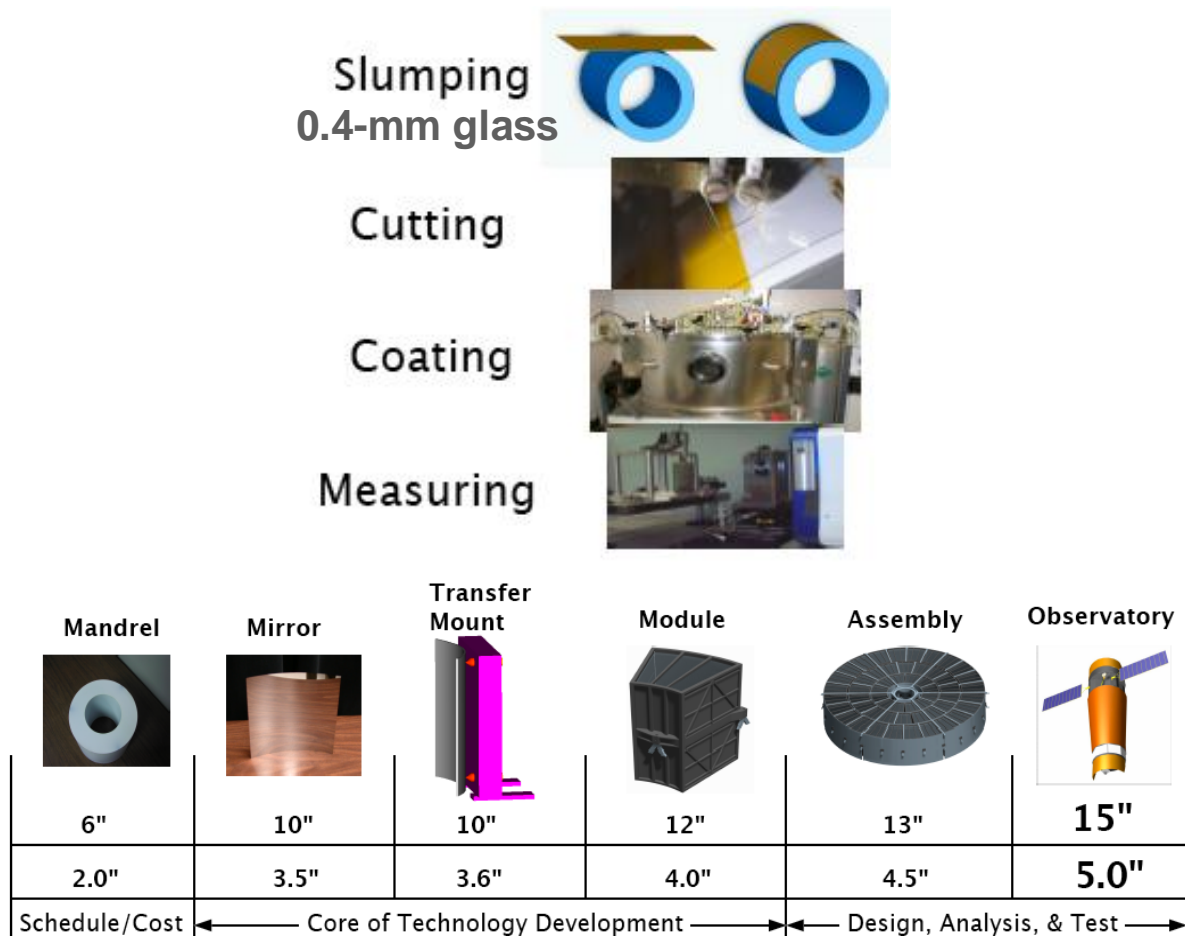 Slumping
0.4-mm glass
Cutting
Coating
Measuring
Mandrel
Mirror
Transfer
Mount
Module
Assembly
Observatory
6" 10" 10" 12" 13" 15"
2.0" 3.5" 3.6" 4.0" 4.5" 5.0"
Schedule/Cost Core of Technology Development Design, Analysis, & Test